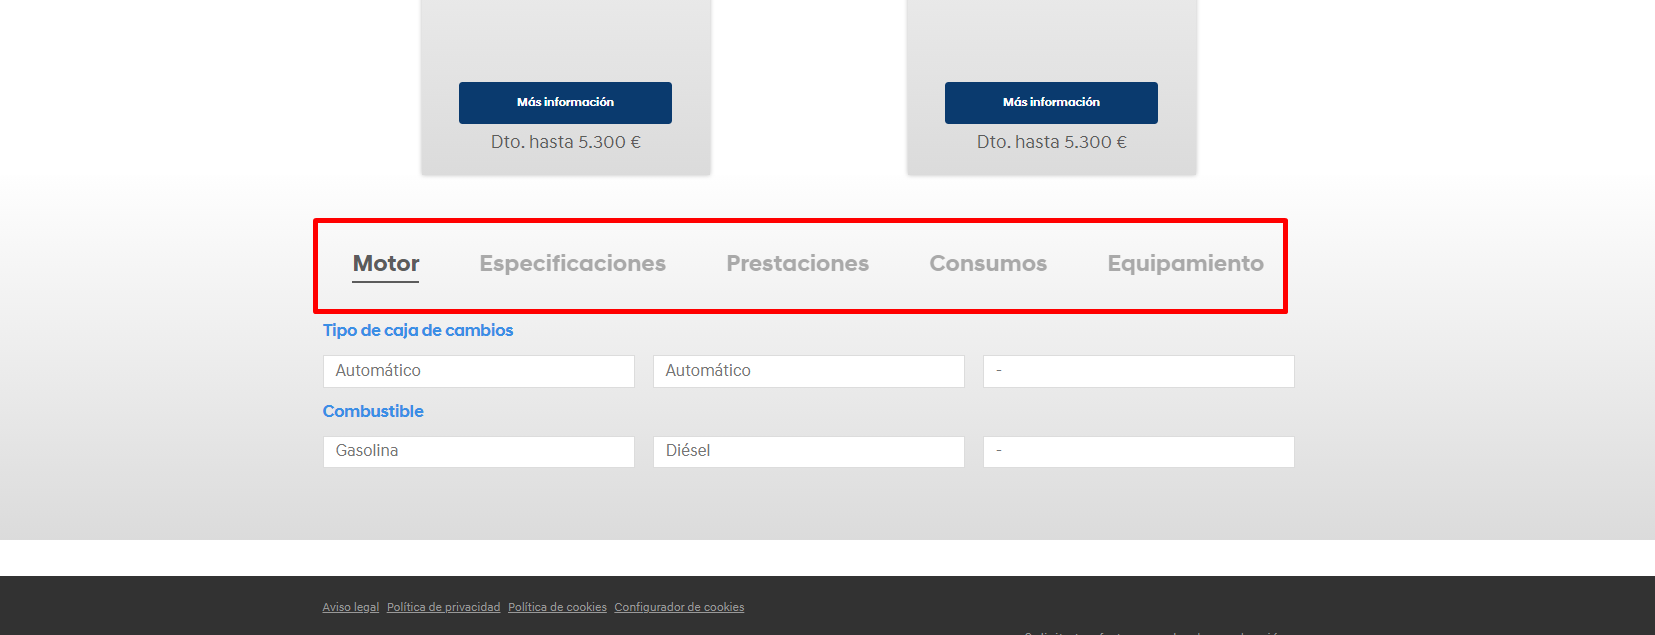 Más información
Más información
Dto. hasta 5.300 €
Dto. hasta 5.300 €
Motor Especificaciones Prestaciones Consumos Equipamiento
Tipo de caja de cambios
Automático Automático -
Combustible
Gasolina Diésel -
Aviso legal Política de privacidad Política de cookies Configurador de cookies